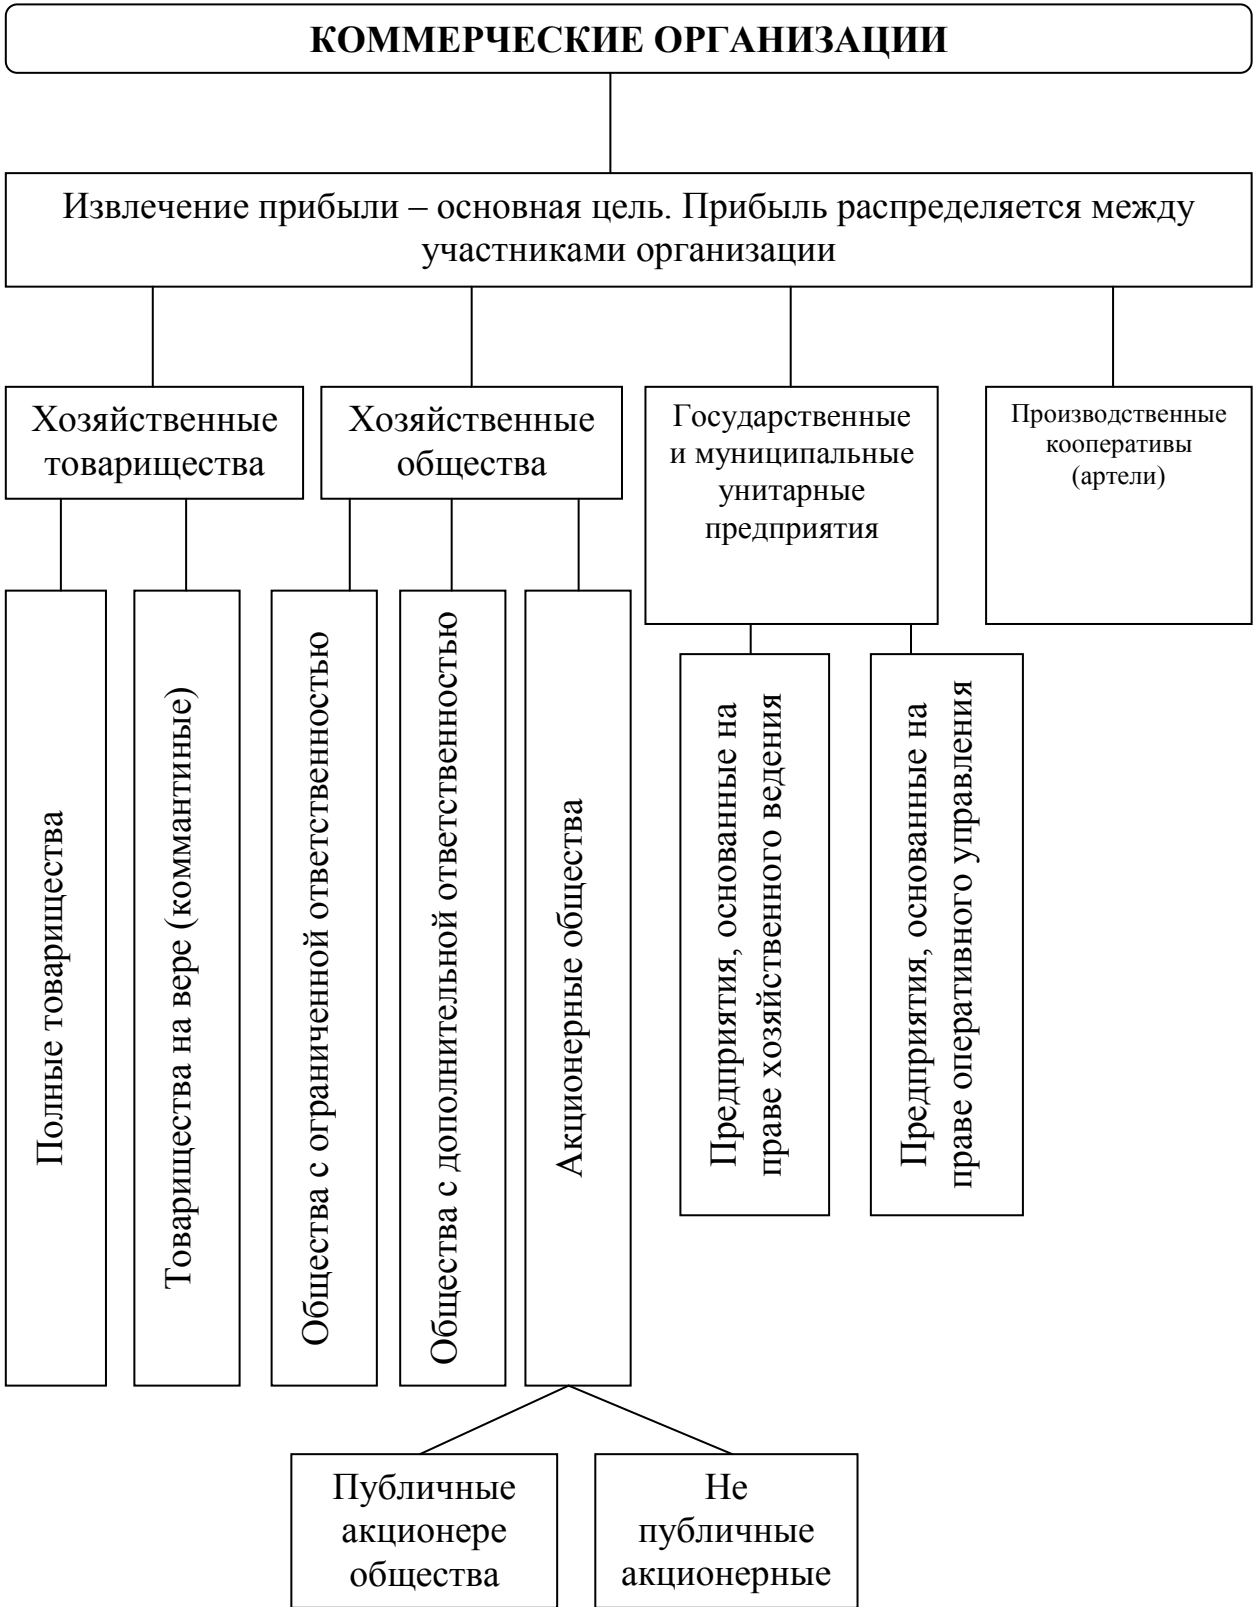 КОММЕРЧЕСКИЕ ОРГАНИЗАЦИИ
Извлечение прибыли – основная цель. Прибыль распределяется между
участниками организации
Хозяйственные
товарищества
Хозяйственные
общества
Государственные
и муниципальные
унитарные
предприятия
Производственные
кооперативы
(артели)
Полные товарищества
Товарищества на вере (коммантиные)
Общества с ограниченной ответственностью
Общества с дополнительной ответственностью
Акционерные общества
Предприятия, основанные на
праве хозяйственного ведения
Предприятия, основанные на
праве оперативного управления
Публичные
акционере
общества
Не
публичные
акционерные